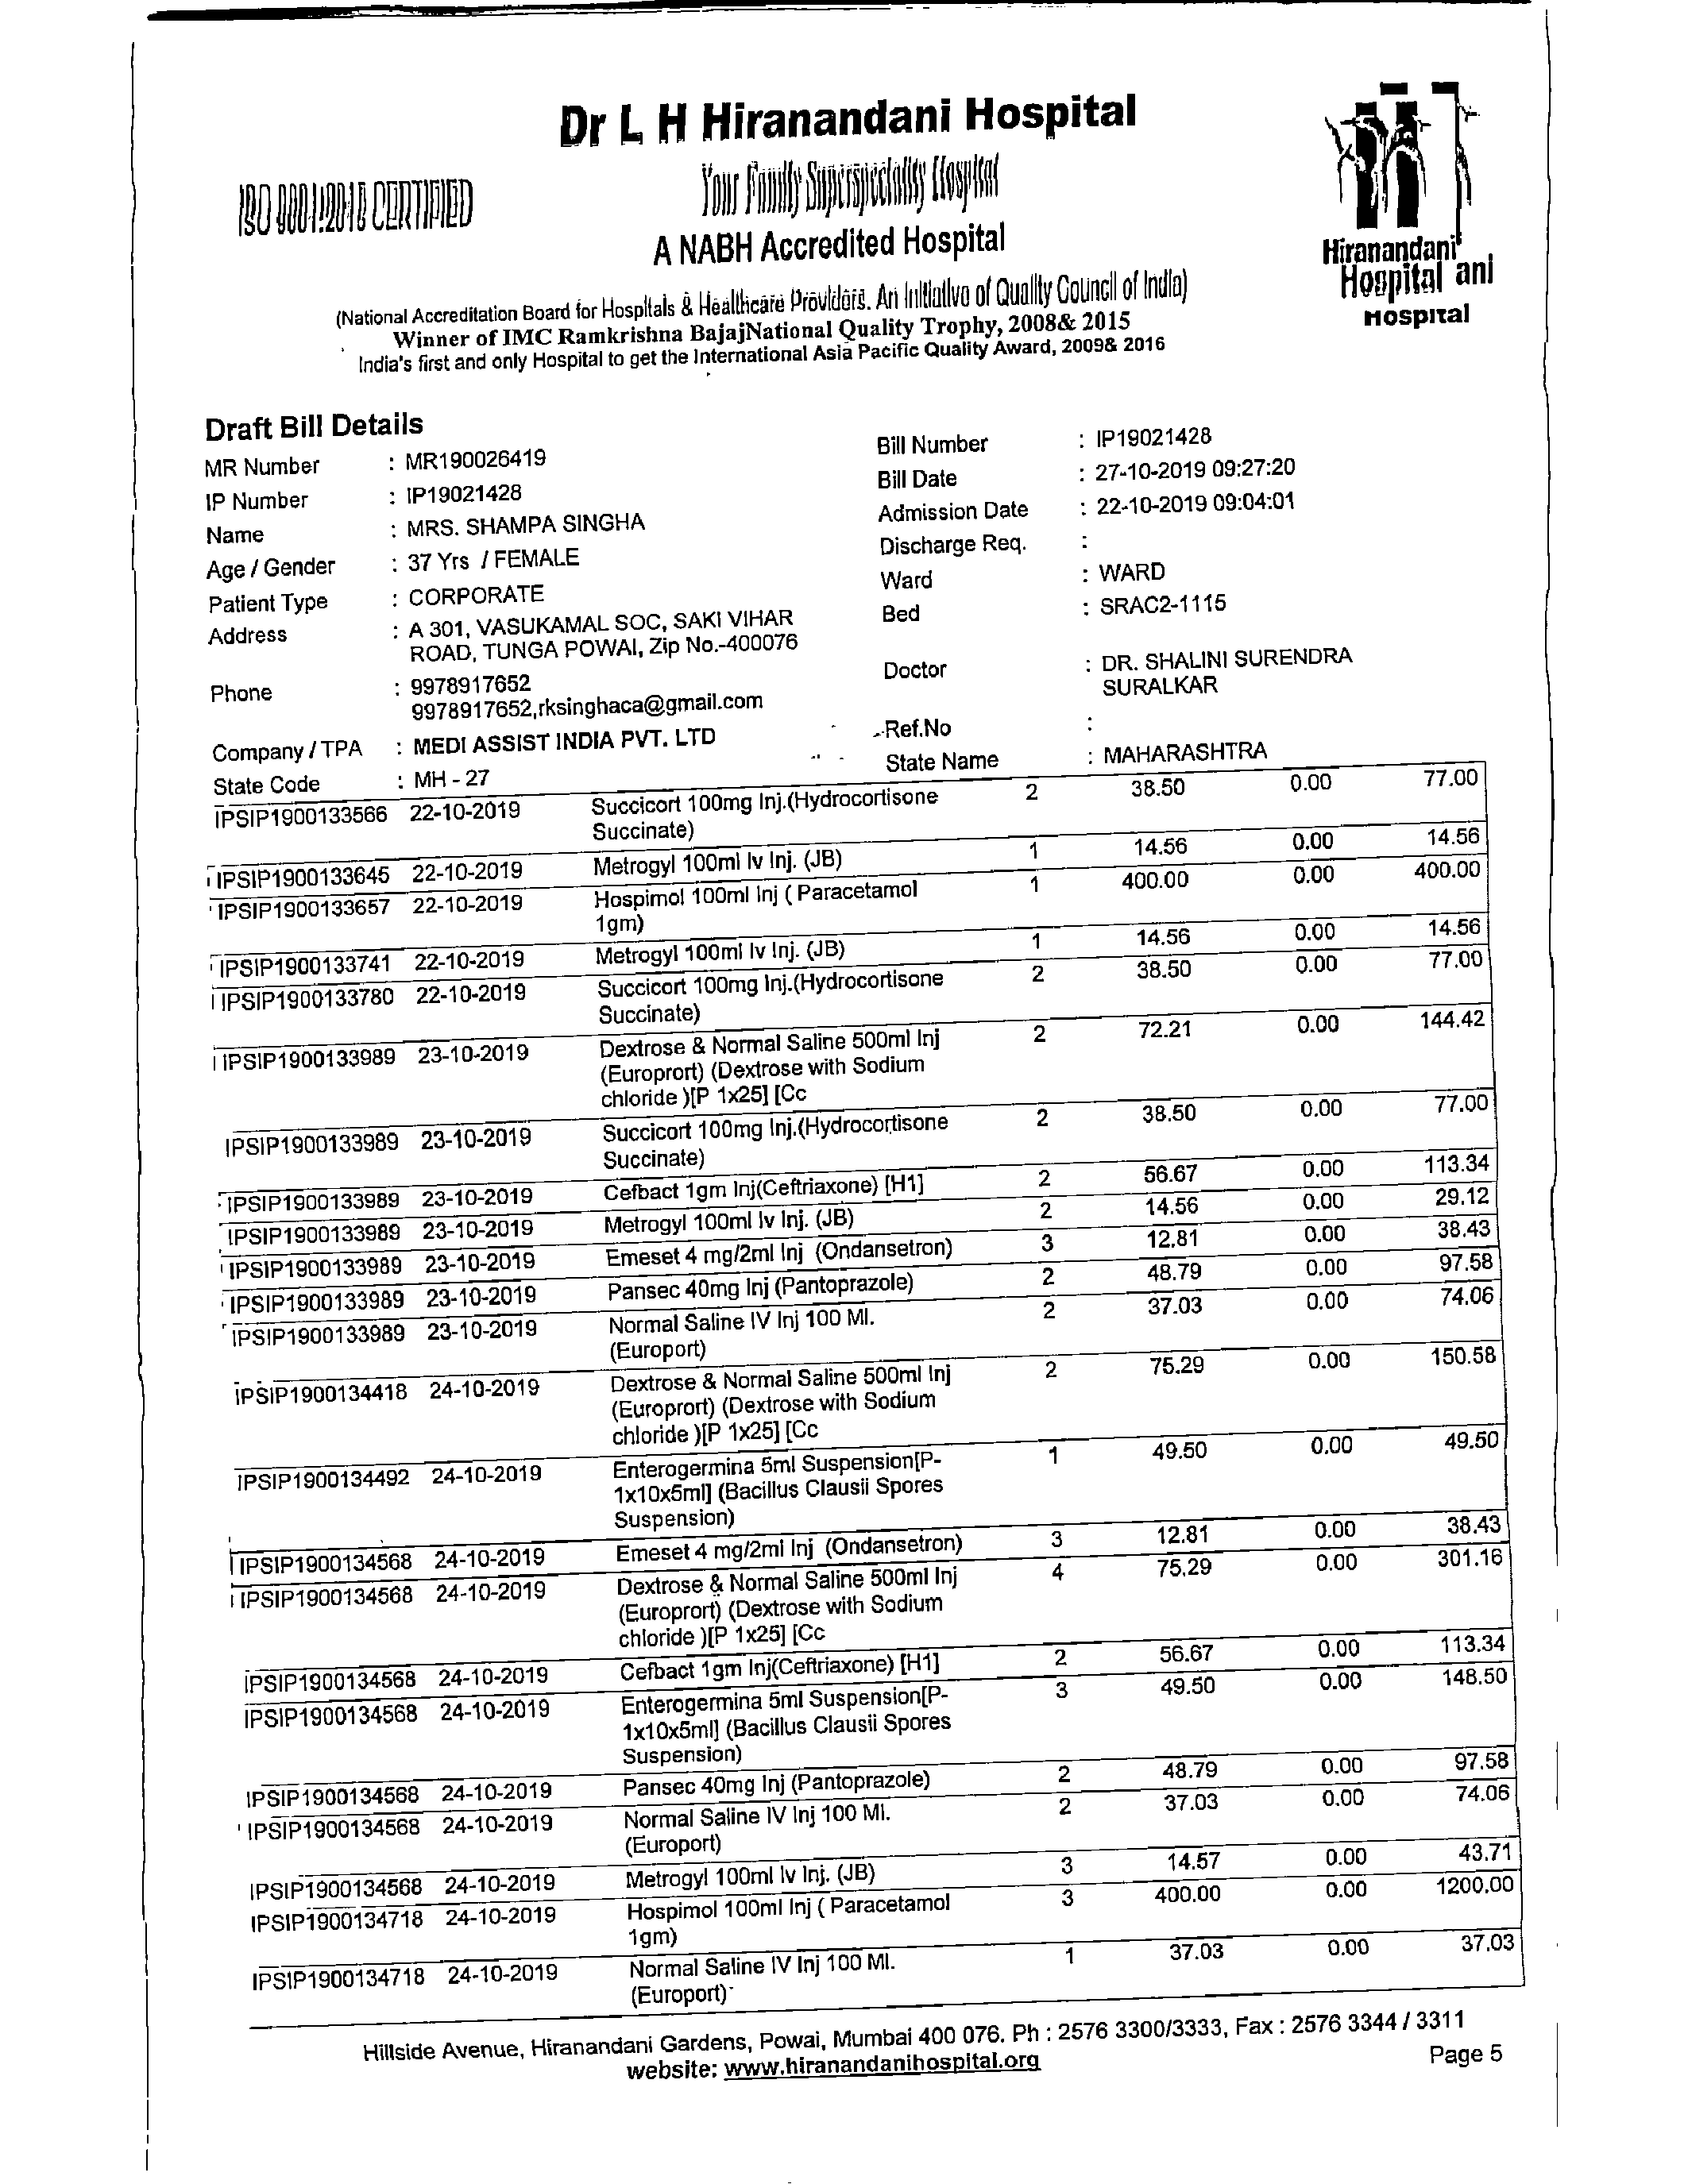 Dr L H Hiranandani Hospital
Your Family Superspeciality Hospital
ISO 9001:2015 CERTIFIED
A NABH Accredited Hospital
Hiranandani
Hospital ani
Hospital
(National Accreditation Board for Hospitals & Healthcare Providers. An Initiative of Quality Council of India)
Winner of IMC Ramkrishna BajajNational Quality Trophy, 2008& 2015
India's first and only Hospital to get the International Asia Pacific Quality Award, 2009& 2016
Draft Bill Details
MR Number : MR190026419 Bill Number : IP19021428
IP Number : IP19021428 Bill Date : 27-10-2019 09:27:20
Name : MRS. SHAMPA SINGHA Admission Date : 22-10-2019 09:04:01
Age / Gender : 37 Yrs / FEMALE Discharge Req. :
Patient Type : CORPORATE Ward : WARD
Address : A 301, VASUKAMAL SOC, SAKI VIHAR Bed : SRAC2-1115
ROAD, TUNGA POWAI, Zip No.-400076
Phone : 9978917652 Doctor : DR. SHALINI SURENDRA
9978917652,rksinghaca@gmail.com SURALKAR
Company / TPA : MEDI ASSIST INDIA PVT. LTD Ref.No :
State Code : MH - 27 State Name : MAHARASHTRA
IPSIP1900133566 22-10-2019 Succicort 100mg Inj.(Hydrocortisone 2 38.50 0.00 77.00
Succinate)
IPSIP1900133645 22-10-2019 Metrogyl 100ml Iv Inj. (JB) 1 14.56 0.00 14.56
IPSIP1900133657 22-10-2019 Hospimol 100ml Inj ( Paracetamol 1 400.00 0.00 400.00
1gm)
IPSIP1900133741 22-10-2019 Metrogyl 100ml Iv Inj. (JB) 1 14.56 0.00 14.56
IPSIP1900133780 22-10-2019 Succicort 100mg Inj.(Hydrocortisone 2 38.50 0.00 77.00
Succinate)
IPSIP1900133989 23-10-2019 Dextrose & Normal Saline 500ml Inj 2 72.21 0.00 144.42
(Europrort) (Dextrose with Sodium
chloride )[P 1x25] [Cc
IPSIP1900133989 23-10-2019 Succicort 100mg Inj.(Hydrocortisone 2 38.50 0.00 77.00
Succinate)
IPSIP1900133989 23-10-2019 Cefbact 1gm Inj(Ceftriaxone) [H1] 2 56.67 0.00 113.34
IPSIP1900133989 23-10-2019 Metrogyl 100ml Iv Inj. (JB) 2 14.56 0.00 29.12
IPSIP1900133989 23-10-2019 Emeset 4 mg/2ml Inj (Ondansetron) 3 12.81 0.00 38.43
IPSIP1900133989 23-10-2019 Pansec 40mg Inj (Pantoprazole) 2 48.79 0.00 97.58
IPSIP1900133989 23-10-2019 Normal Saline IV Inj 100 Ml. 2 37.03 0.00 74.06
(Europort)
IPSIP1900134418 24-10-2019 Dextrose & Normal Saline 500ml Inj 2 75.29 0.00 150.58
(Europrort) (Dextrose with Sodium
chloride )[P 1x25] [Cc
IPSIP1900134492 24-10-2019 Enterogermina 5ml Suspension[P- 1 49.50 0.00 49.50
1x10x5ml] (Bacillus Clausii Spores
Suspension)
IPSIP1900134568 24-10-2019 Emeset 4 mg/2ml Inj (Ondansetron) 3 12.81 0.00 38.43
IPSIP1900134568 24-10-2019 Dextrose & Normal Saline 500ml Inj 4 75.29 0.00 301.16
(Europrort) (Dextrose with Sodium
chloride )[P 1x25] [Cc
IPSIP1900134568 24-10-2019 Cefbact 1gm Inj(Ceftriaxone) [H1] 2 56.67 0.00 113.34
IPSIP1900134568 24-10-2019 Enterogermina 5ml Suspension[P- 3 49.50 0.00 148.50
1x10x5ml] (Bacillus Clausii Spores
Suspension)
IPSIP1900134568 24-10-2019 Pansec 40mg Inj (Pantoprazole) 2 48.79 0.00 97.58
IPSIP1900134568 24-10-2019 Normal Saline IV Inj 100 Ml. 2 37.03 0.00 74.06
(Europort)
IPSIP1900134568 24-10-2019 Metrogyl 100ml Iv Inj. (JB) 3 14.57 0.00 43.71
IPSIP1900134718 24-10-2019 Hospimol 100ml Inj ( Paracetamol 3 400.00 0.00 1200.00
1gm)
IPSIP1900134718 24-10-2019 Normal Saline IV Inj 100 Ml. 1 37.03 0.00 37.03
(Europort)
Hillside Avenue, Hiranandani Gardens, Powai, Mumbai 400 076. Ph : 2576 3300/3333, Fax : 2576 3344 / 3311
website: www.hiranandanihospital.org
Page 5